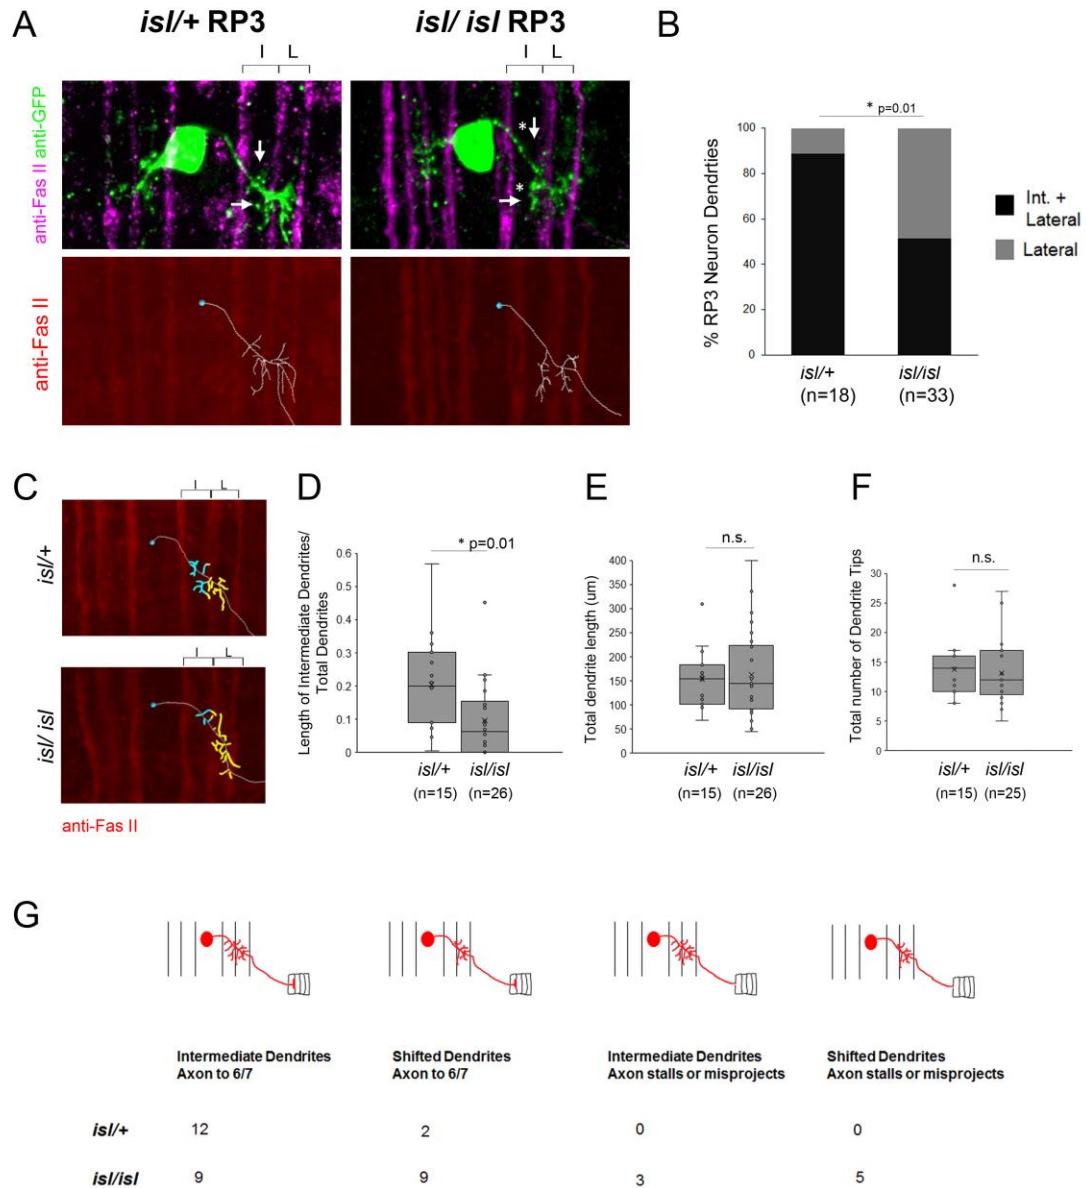 A
isl/+ RP3
isl/ isl RP3
I L
I L
anti-Fas II anti-GFP
*
*
anti-Fas II
B
* p=0.01
100
80
60
40
20
0
% RP3 Neuron Dendrties
isl/+
(n=18)
isl/isl
(n=33)
Int. +
Lateral
Lateral
C
I L
isl/+
I L
isl/ isl
anti-Fas II
D
* p=0.01
Length of Intermediate Dendrites/
Total Dendrites
0.6
0.5
0.4
0.3
0.2
0.1
0
isl/+
(n=15)
isl/isl
(n=26)
E
n.s.
Total dendrite length (um)
400
350
300
250
200
150
100
50
0
isl/+
(n=15)
isl/isl
(n=26)
F
n.s.
Total number of Dendrite Tips
30
25
20
15
10
5
0
isl/+
(n=15)
isl/isl
(n=25)
G
Intermediate Dendrites
Axon to 6/7
Shifted Dendrites
Axon to 6/7
Intermediate Dendrites
Axon stalls or misprojects
Shifted Dendrites
Axon stalls or misprojects
isl/+ 12 2 0 0
isl/isl 9 9 3 5